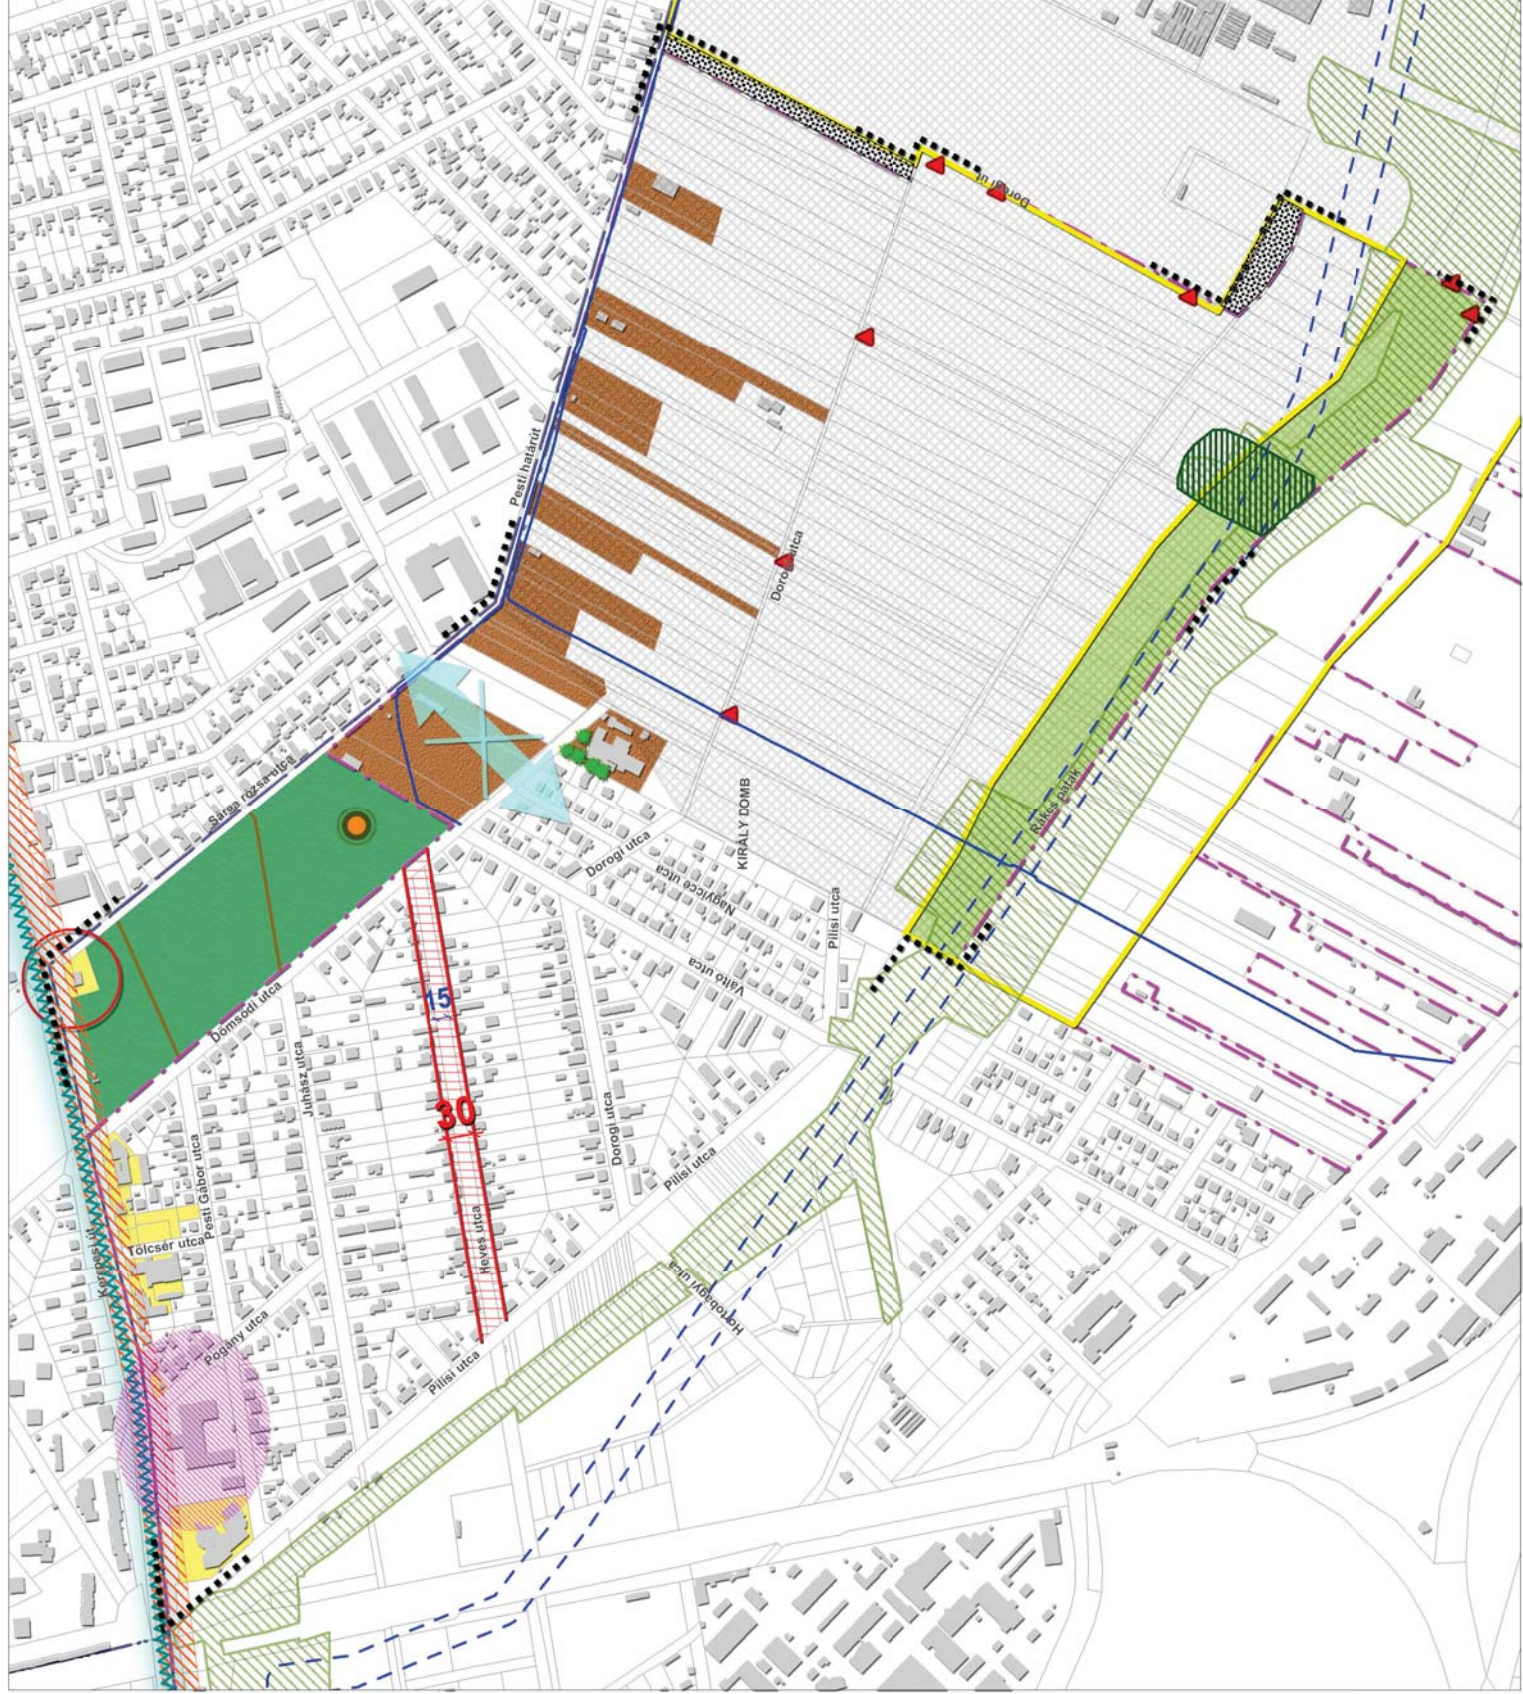 Dorogi út
Pesti határút
Dorogi utca
Sárga rózsa utca
KIRÁLY DOMB
Rákos patak
Dorogi utca
Nagyicce utca
Pilisi utca
Váltó utca
Dömsödi utca
15
Juhász utca
30
Dorogi utca
Pilisi utca
Pesti Gábor utca
Tölcsér utca
Kerepesi út
Heves utca
Hortobágyi utca
Pogány utca
Pilisi utca